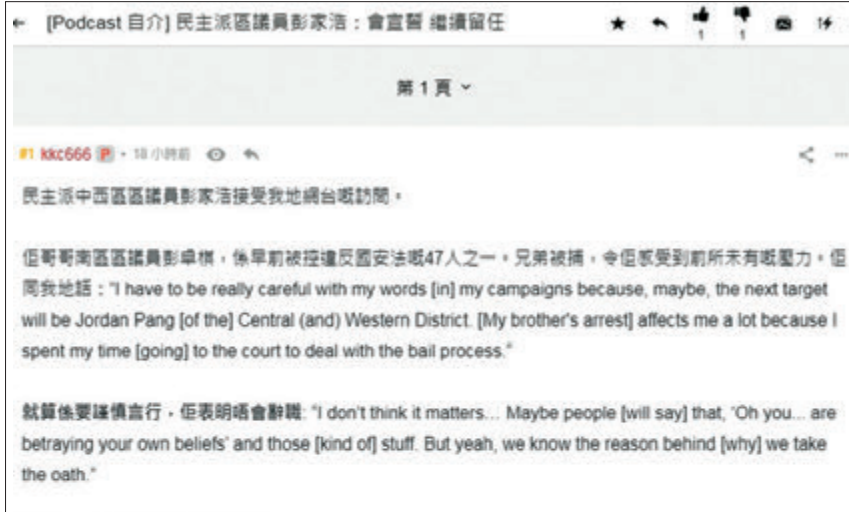 [Podcast 自介] 民主派區議員彭家浩：會宣誓 繼續留任
1 1
第 1 頁
#1 kkc666 P • 18 小時前
民主派中西區區議員彭家浩接受我地網台嘅訪問。
佢哥哥南區區議員彭卓棋，係早前被控違反國安法嘅47人之一。兄弟被捕，令佢感受到前所未有嘅壓力。佢
同我地話："I have to be really careful with my words [in] my campaigns because, maybe, the next target
will be Jordan Pang [of the] Central (and) Western District. [My brother's arrest] affects me a lot because I
spent my time [going] to the court to deal with the bail process."
就算係要謹慎言行，佢表明唔會辭職: "I don't think it matters... Maybe people [will say] that, 'Oh you... are
betraying your own beliefs' and those [kind of] stuff. But yeah, we know the reason behind [why] we take
the oath."